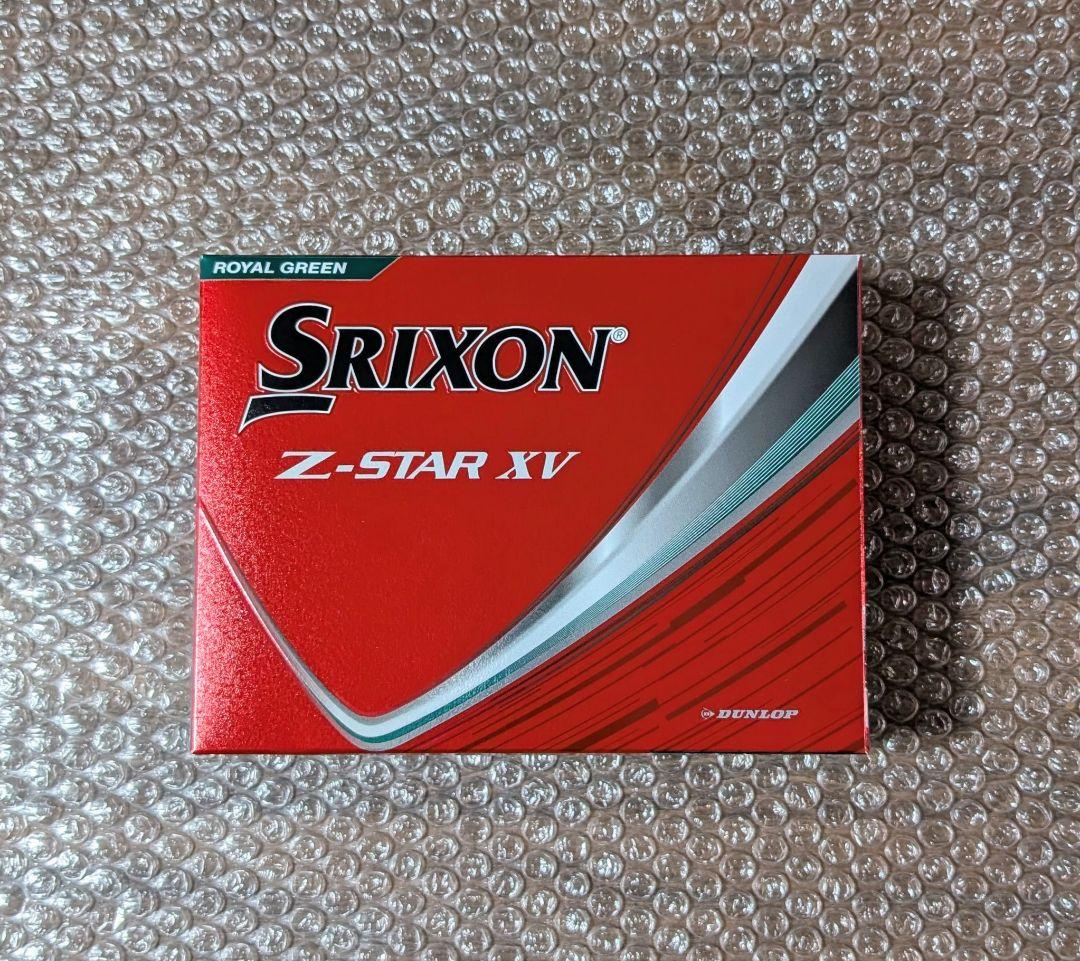 ROYAL GREEN
SRIXON®
Z-STAR XV
DUNLOP